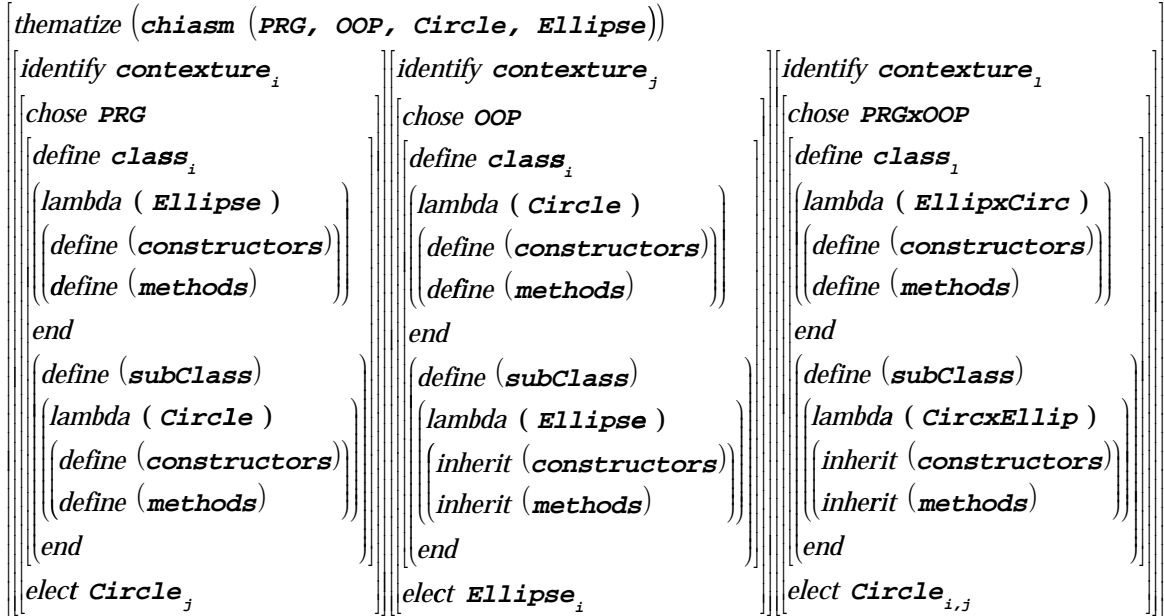 thematize (chiasm (PRG, OOP, Circle, Ellipse))
identify contexture_i
chose PRG
define class_i
lambda ( Ellipse )
define (constructors)
define (methods)
end
define (subClass)
lambda ( Circle )
define (constructors)
define (methods)
end
elect Circle_j
identify contexture_j
chose OOP
define class_i
lambda ( Circle )
define (constructors)
define (methods)
end
define (subClass)
lambda ( Ellipse )
inherit (constructors)
inherit (methods)
end
elect Ellipse_i
identify contexture_l
chose PRGxOOP
define class_l
lambda ( EllipxCirc )
define (constructors)
define (methods)
end
define (subClass)
lambda ( CircxEllip )
inherit (constructors)
inherit (methods)
end
elect Circle_i,j